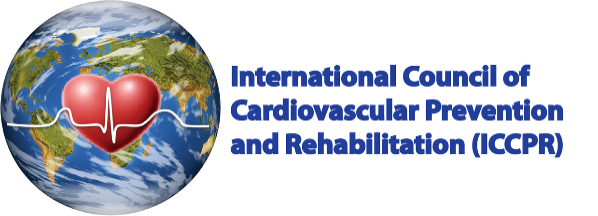 International Council of
Cardiovascular Prevention
and Rehabilitation (ICCPR)